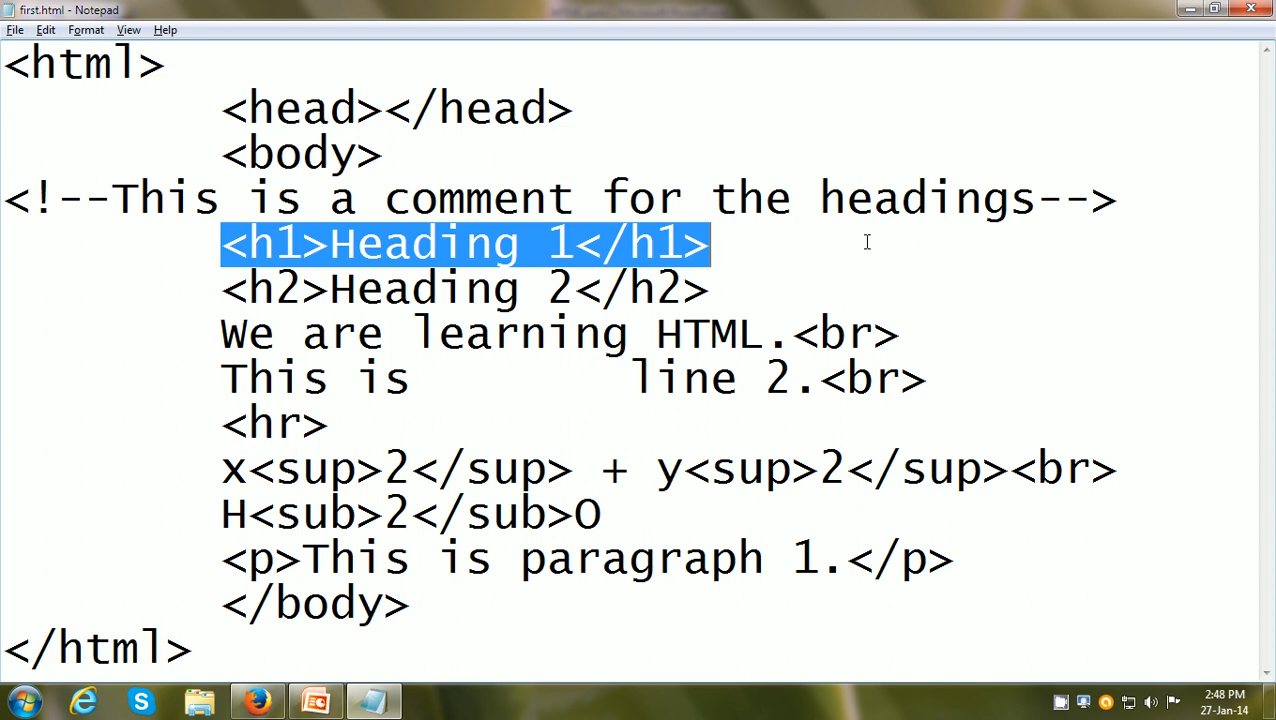 first.html - Notepad
File Edit Format View Help
<html>
<head></head>
<body>
<!--This is a comment for the headings-->
<h1>Heading 1</h1>
<h2>Heading 2</h2>
We are learning HTML.<br>
This is line 2.<br>
<hr>
x<sup>2</sup> + y<sup>2</sup><br>
H<sub>2</sub>O
<p>This is paragraph 1.</p>
</body>
</html>
2:48 PM
27-Jan-14